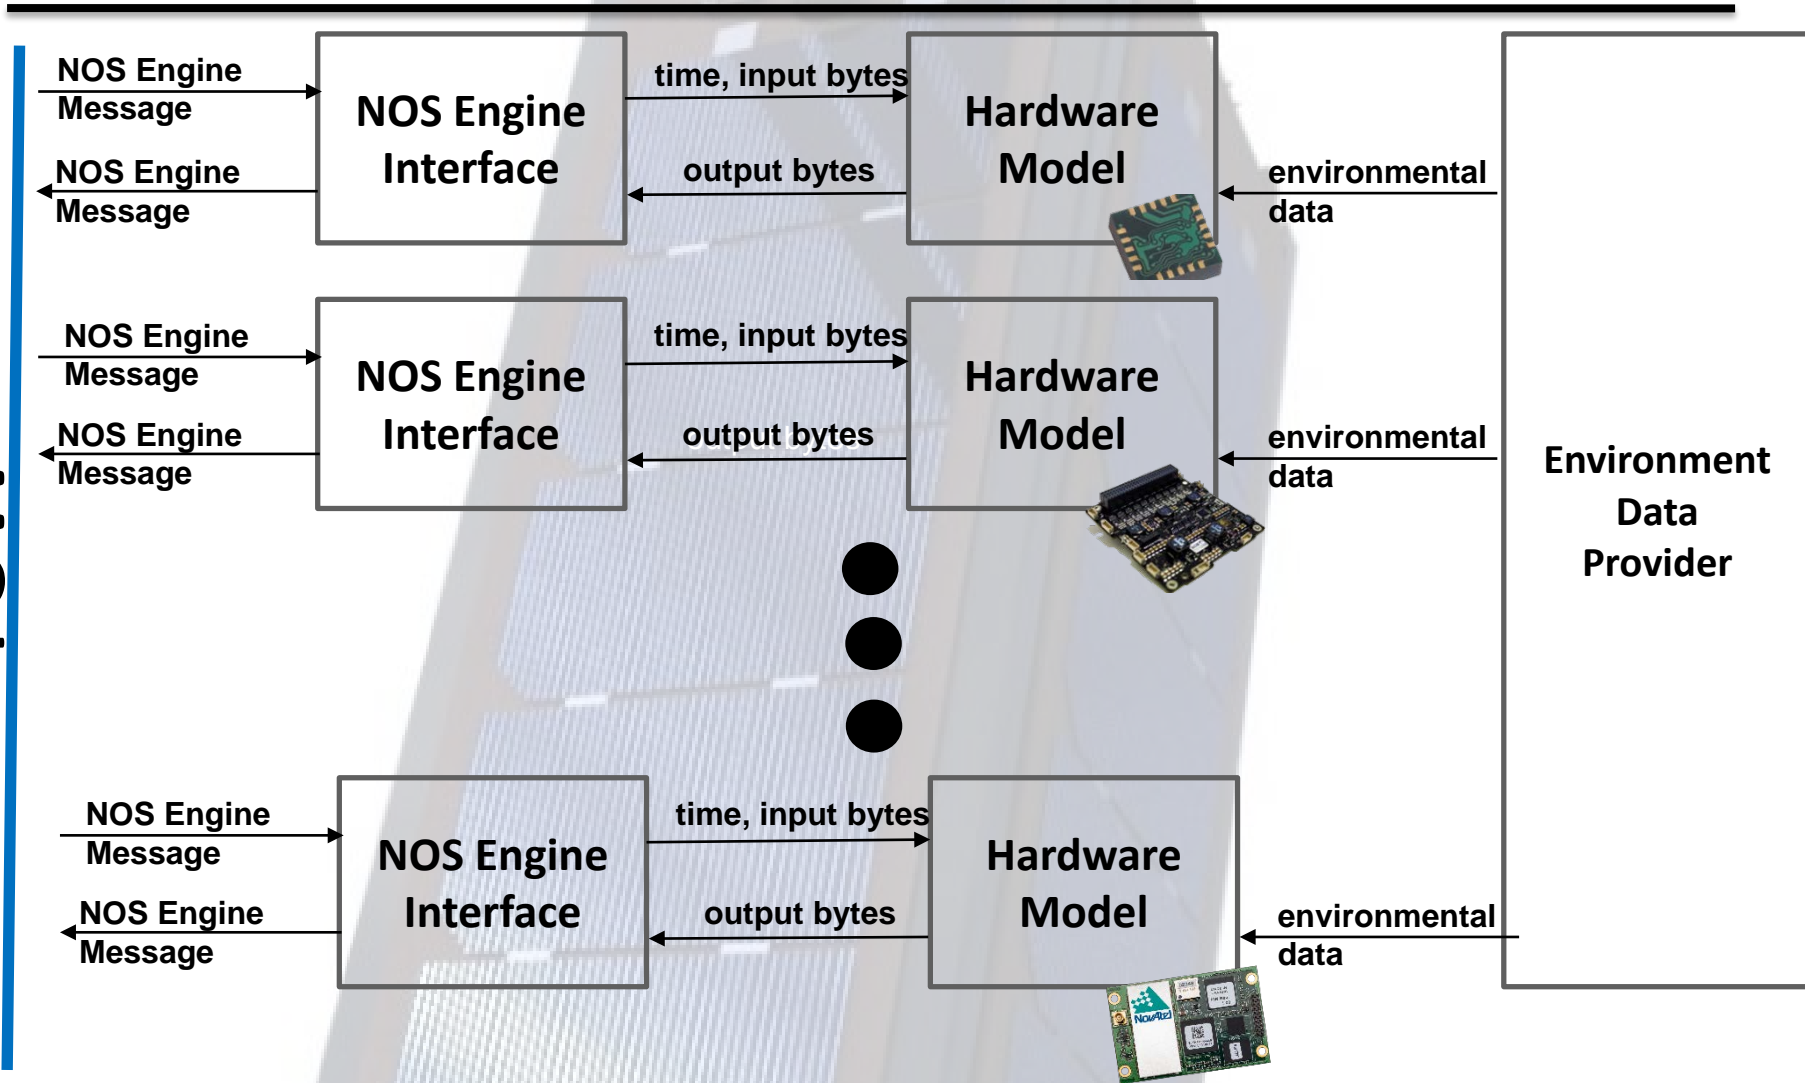 NOS Engine
Message
NOS Engine
Message
NOS Engine
Interface
time, input bytes
output bytes
Hardware
Model
environmental
data
NOS Engine
Message
NOS Engine
Message
NOS Engine
Interface
time, input bytes
output bytes
output bytes
Hardware
Model
environmental
data
Environment
Data
Provider
NOS Engine
Message
NOS Engine
Message
NOS Engine
Interface
time, input bytes
output bytes
Hardware
Model
environmental
data
NovAtel